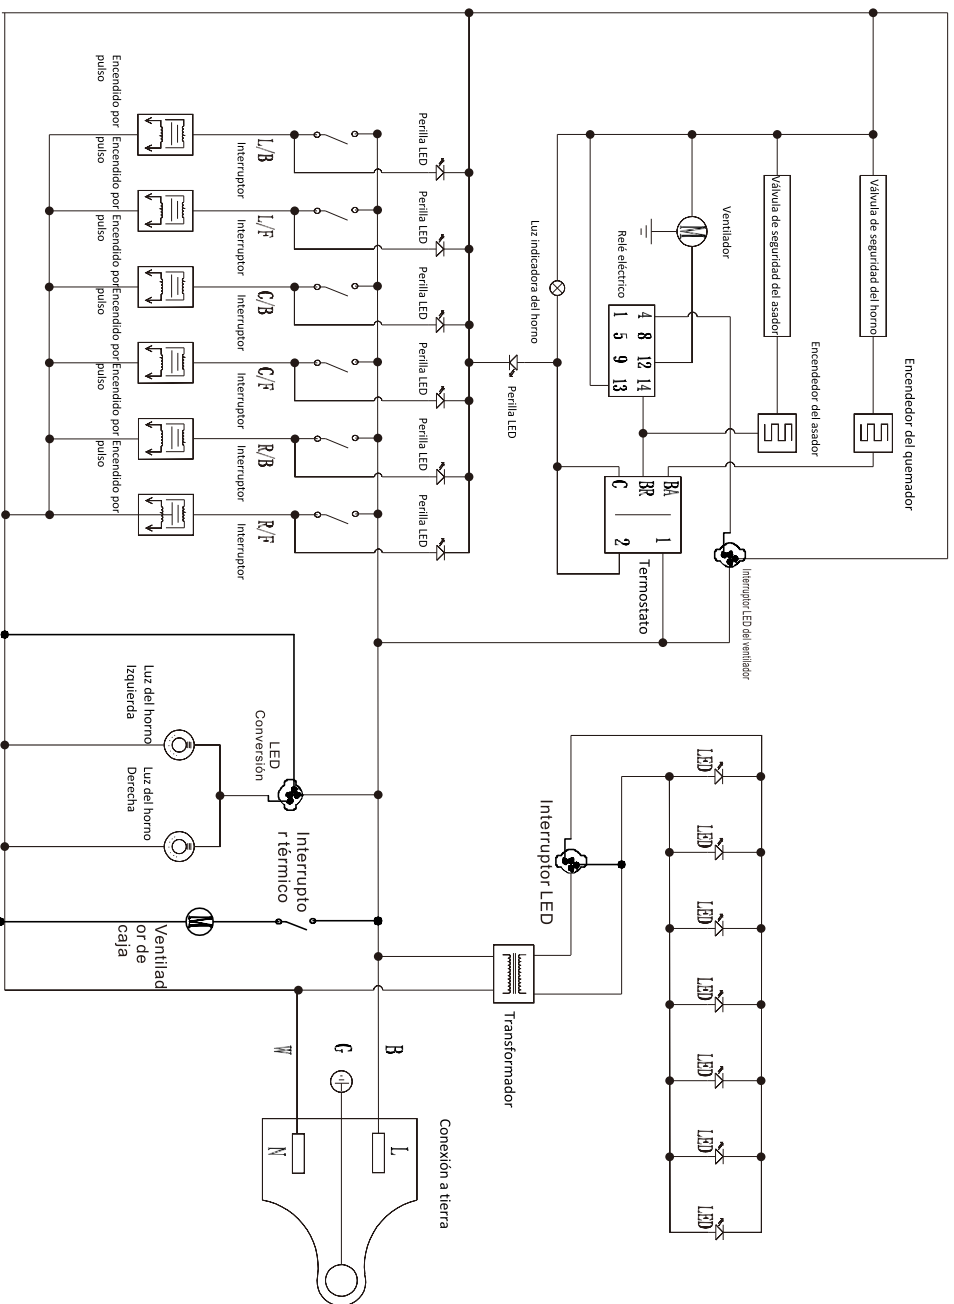 Encendedor del quemador
Válvula de seguridad del horno
Encendedor del asador
Válvula de seguridad del asador
Interruptor LED del ventilador
Ventilador
LED
LED
LED
LED
LED
LED
LED
BA
1
BR
C
2
Termostato
4 8 12 14
1 5 9 13
Relé eléctrico
Luz indicadora del horno
Interruptor LED
Perilla LED
Transformador
Conexión a tierra
Perilla LED
Perilla LED
Perilla LED
Perilla LED
Perilla LED
Perilla LED
B
L
G
W
N
Interrupto
r térmico
LED
Conversión
L/B
Interruptor
L/F
Interruptor
C/B
Interruptor
C/F
Interruptor
R/B
Interruptor
R/F
Interruptor
M
M
Ventilad
or de
caja
Luz del horno
Izquierda
Luz del horno
Derecha
Encendido por
pulso
Encendido por
pulso
Encendido por
pulso
Encendido por
pulso
Encendido por
pulso
Encendido por
pulso